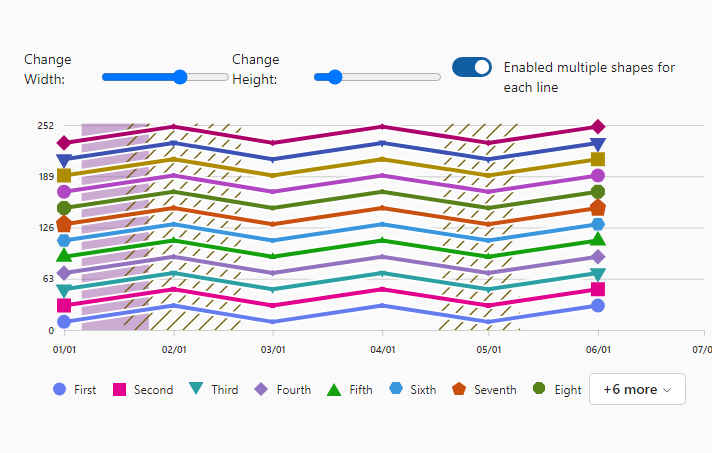 Change
Width:
Change
Height:
Enabled multiple shapes for
each line
252
189
126
63
0
01/01 02/01 03/01 04/01 05/01 06/01 07/0
First Second Third Fourth Fifth Sixth Seventh Eight +6 more